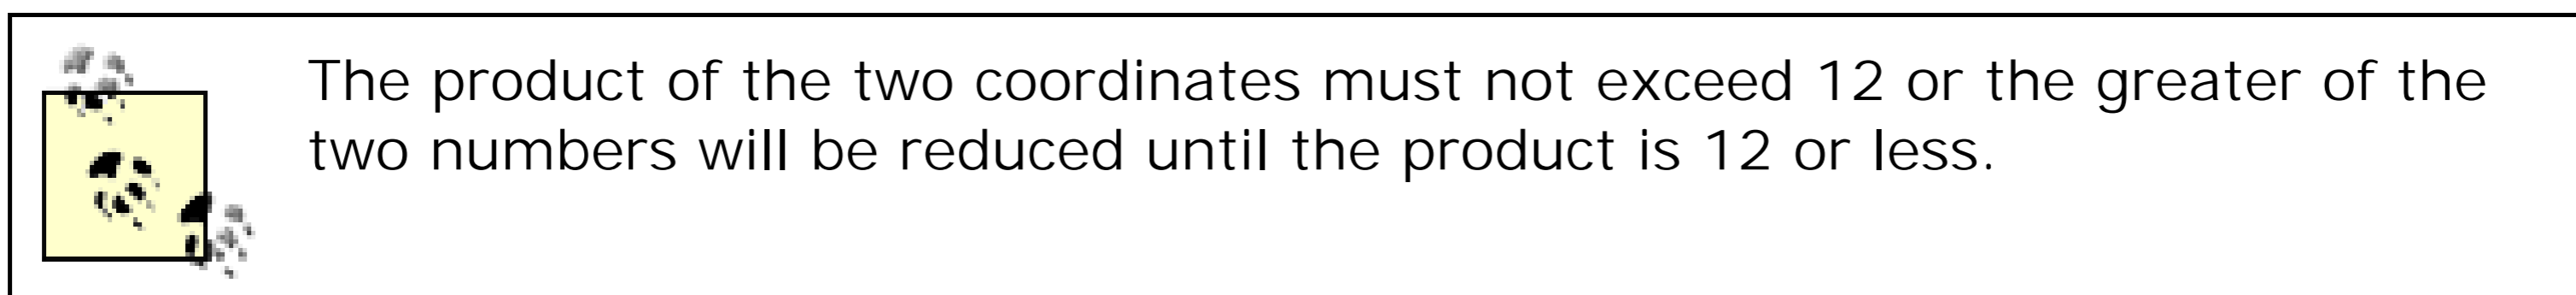 The product of the two coordinates must not exceed 12 or the greater of the
two numbers will be reduced until the product is 12 or less.